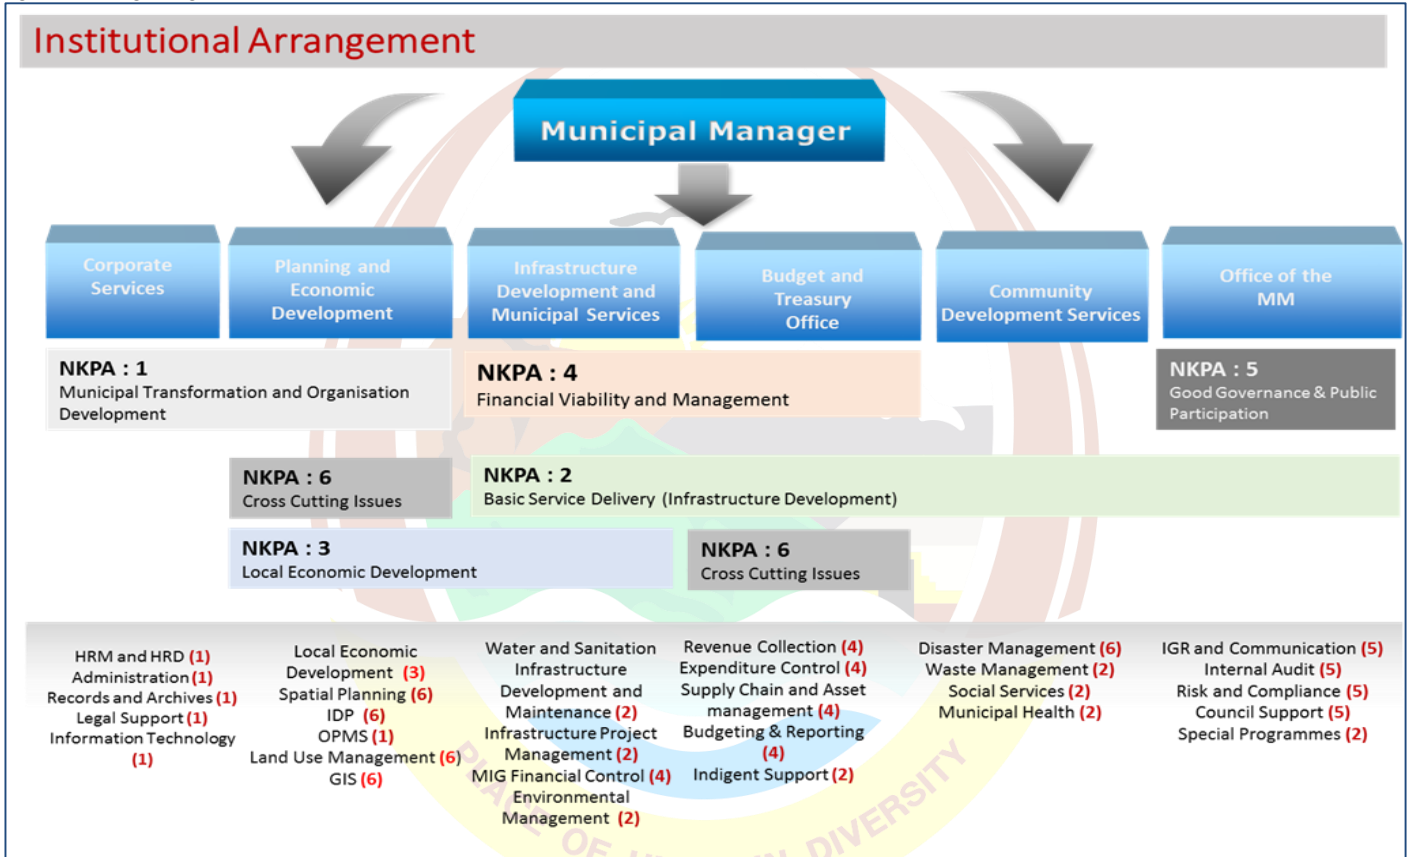 Institutional Arrangement
Municipal Manager
Corporate
Services
Planning and
Economic
Development
Infrastructure
Development and
Municipal Services
Budget and
Treasury
Office
Community
Development Services
Office of the
MM
NKPA : 1
Municipal Transformation and Organisation
Development
NKPA : 4
Financial Viability and Management
NKPA : 5
Good Governance & Public
Participation
NKPA : 6
Cross Cutting Issues
NKPA : 2
Basic Service Delivery (Infrastructure Development)
NKPA : 3
Local Economic Development
NKPA : 6
Cross Cutting Issues
HRM and HRD (1)
Administration (1)
Records and Archives (1)
Legal Support (1)
Information Technology
(1)
Local Economic
Development (3)
Spatial Planning (6)
IDP (6)
OPMS (1)
Land Use Management (6)
GIS (6)
Water and Sanitation
Infrastructure
Development and
Maintenance (2)
Infrastructure Project
Management (2)
MIG Financial Control (4)
Environmental
Management (2)
Revenue Collection (4)
Expenditure Control (4)
Supply Chain and Asset
management (4)
Budgeting & Reporting
(4)
Indigent Support (2)
Disaster Management (6)
Waste Management (2)
Social Services (2)
Municipal Health (2)
IGR and Communication (5)
Internal Audit (5)
Risk and Compliance (5)
Council Support (5)
Special Programmes (2)
PLACE OF IN DIVERSITY